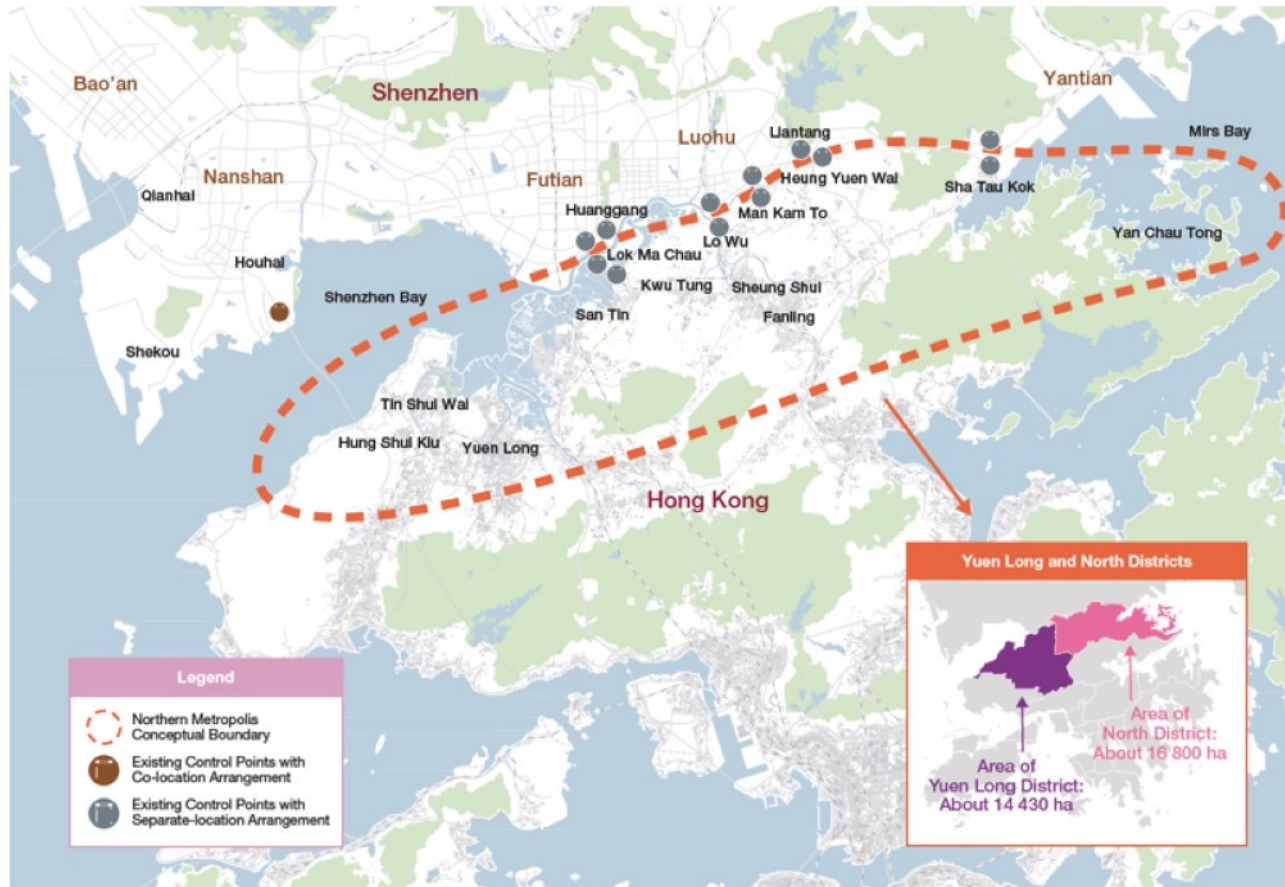 Bao'an
Shenzhen
Yantian
Luohu
Liantang
Mirs Bay
Nanshan
Qianhai
Futian
Heung Yuen Wai
Sha Tau Kok
Huanggang
Man Kam To
Yan Chau Tong
Houhai
Lok Ma Chau
Lo Wu
Shenzhen Bay
Kwu Tung
Sheung Shui
San Tin
Fanling
Shekou
Tin Shui Wai
Hung Shui Kiu
Yuen Long
Hong Kong
Legend
Northern Metropolis
Conceptual Boundary
Existing Control Points with
Co-location Arrangement
Existing Control Points with
Separate-location Arrangement
Yuen Long and North Districts
Area of
North District:
About 16 800 ha
Area of
Yuen Long District:
About 14 430 ha